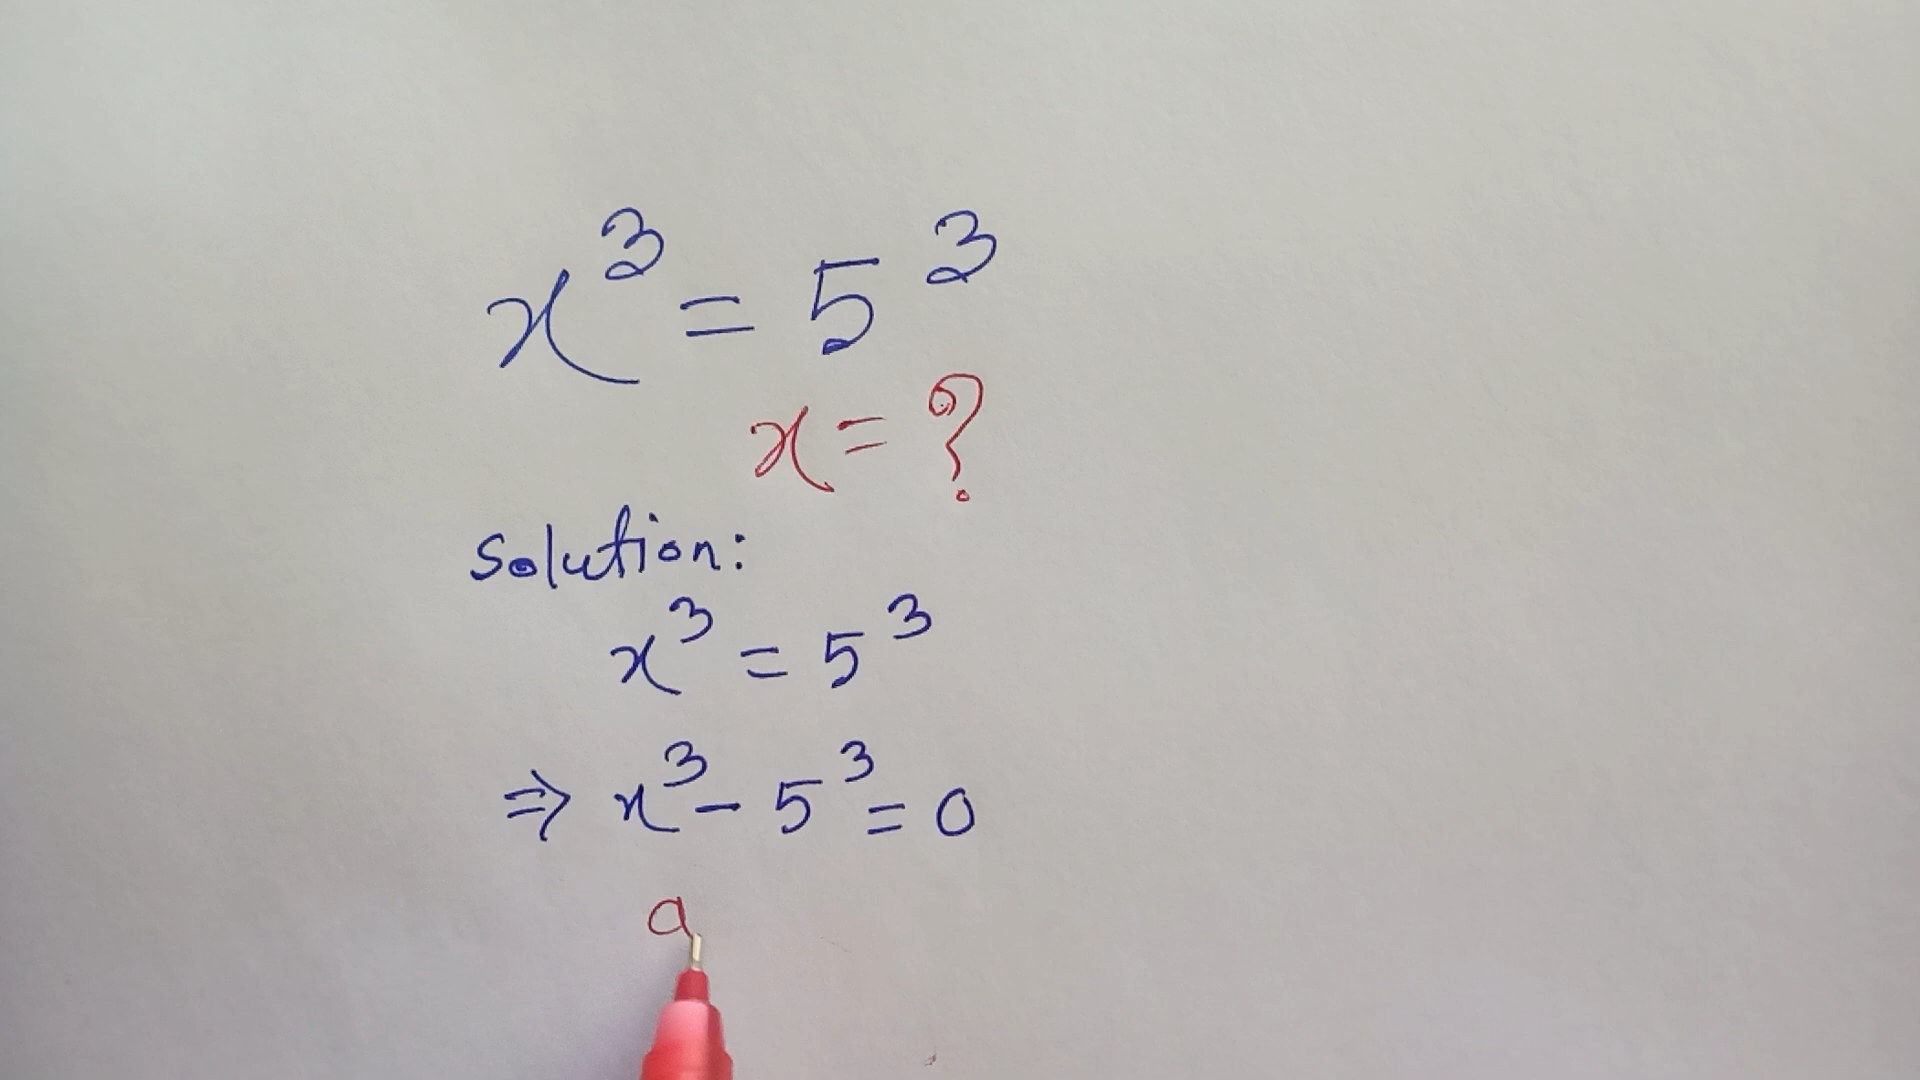 x³ = 5³
x = ?
Solution:
x³ = 5³
⇒ x³ - 5³ = 0
a